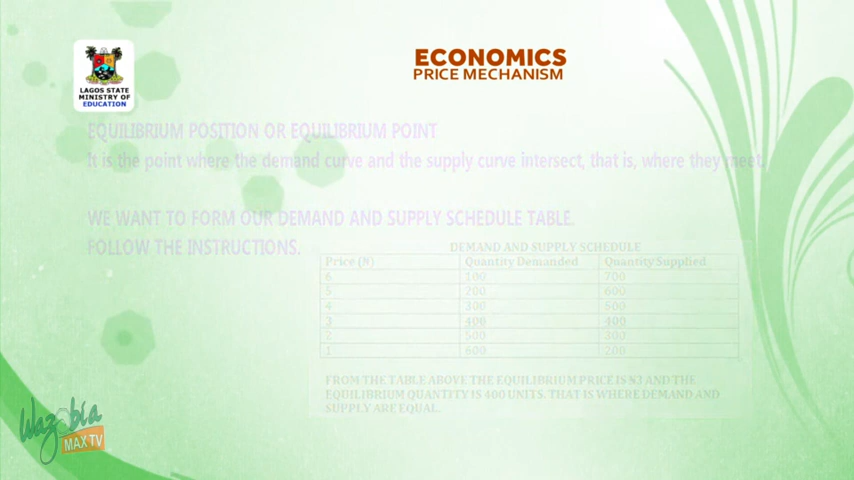 LAGOS STATE
MINISTRY OF
EDUCATION
ECONOMICS
PRICE MECHANISM
EQUILIBRIUM POSITION OR EQUILIBRIUM POINT
It is the point where the demand curve and the supply curve intersect, that is, where they meet.
WE WANT TO FORM OUR DEMAND AND SUPPLY SCHEDULE TABLE.
FOLLOW THE INSTRUCTIONS.
DEMAND AND SUPPLY SCHEDULE
Price (N) Quantity Demanded Quantity Supplied
6 100 700
5 200 600
4 300 500
3 400 400
2 500 300
1 600 200
FROM THE TABLE ABOVE THE EQUILIBRIUM PRICE IS N3 AND THE
EQUILIBRIUM QUANTITY IS 400 UNITS. THAT IS WHERE DEMAND AND
SUPPLY ARE EQUAL.
Wazobia
MAX TV